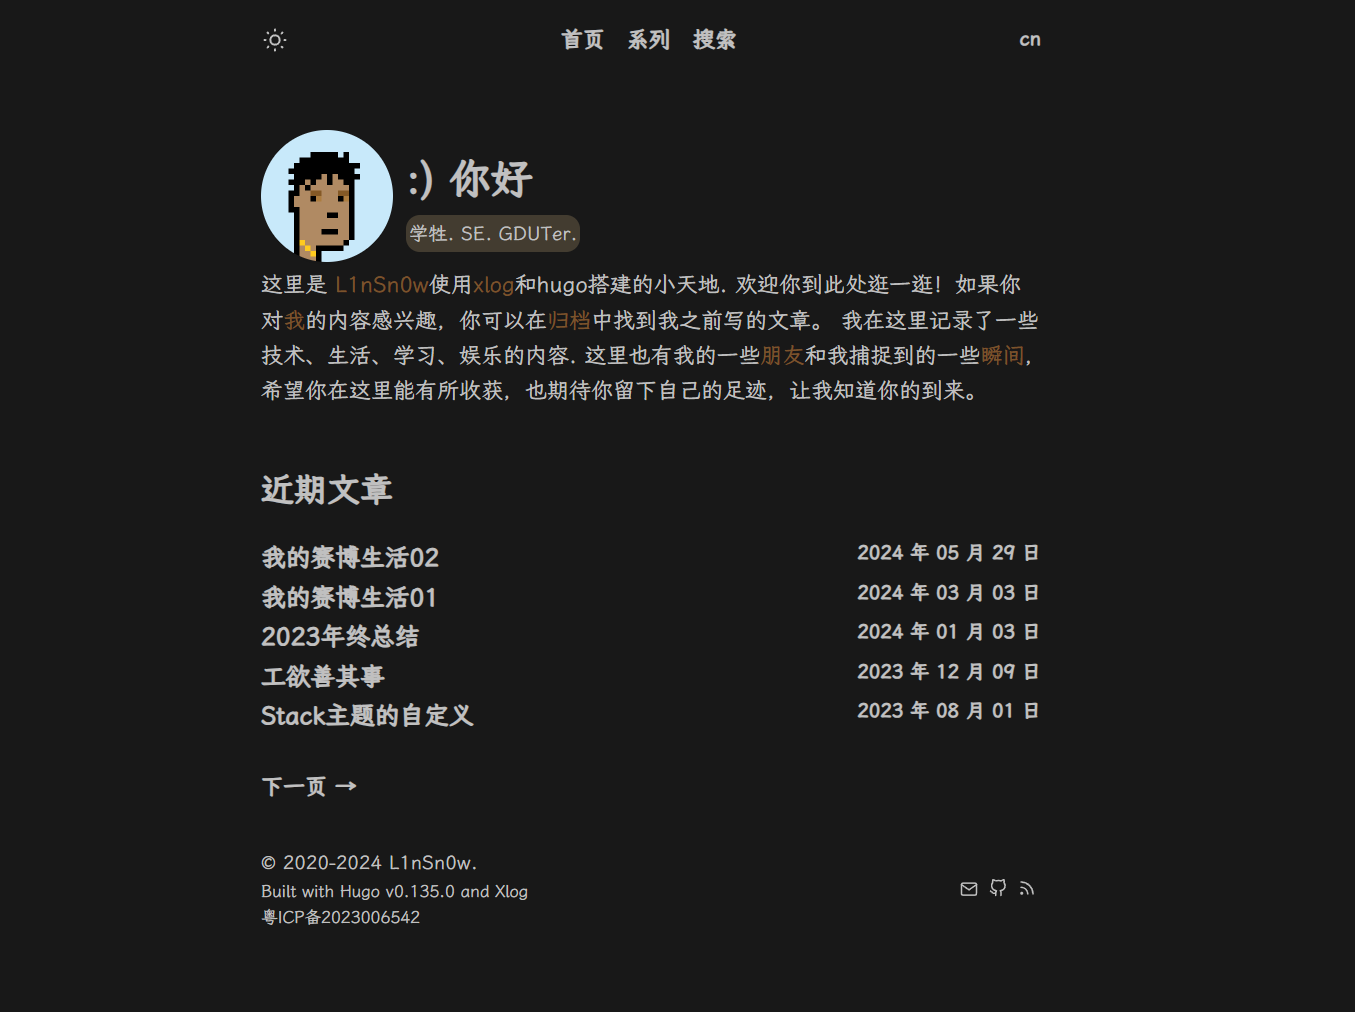 首页 系列 搜索 cn
:) 你好
学牲. SE. GDUTer.
这里是 L1nSn0w使用xlog和hugo搭建的小天地. 欢迎你到此处逛一逛！如果你
对我的内容感兴趣，你可以在归档中找到我之前写的文章。 我在这里记录了一些
技术、生活、学习、娱乐的内容. 这里也有我的一些朋友和我捕捉到的一些瞬间，
希望你在这里能有所收获，也期待你留下自己的足迹，让我知道你的到来。
近期文章
我的赛博生活02 2024 年 05 月 29 日
我的赛博生活01 2024 年 03 月 03 日
2023年终总结 2024 年 01 月 03 日
工欲善其事 2023 年 12 月 09 日
Stack主题的自定义 2023 年 08 月 01 日
下一页 →
© 2020-2024 L1nSn0w.
Built with Hugo v0.135.0 and Xlog
粤ICP备2023006542